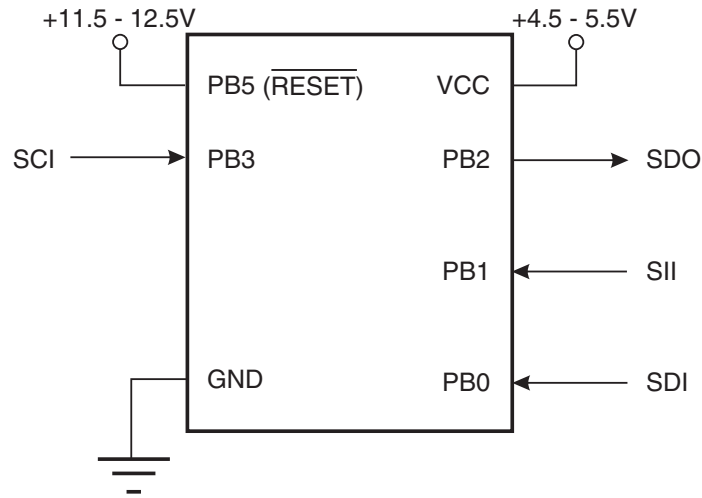 +11.5 - 12.5V
+4.5 - 5.5V
PB5 (RESET)
VCC
SCI
PB3
PB2
SDO
PB1
SII
GND
PB0
SDI